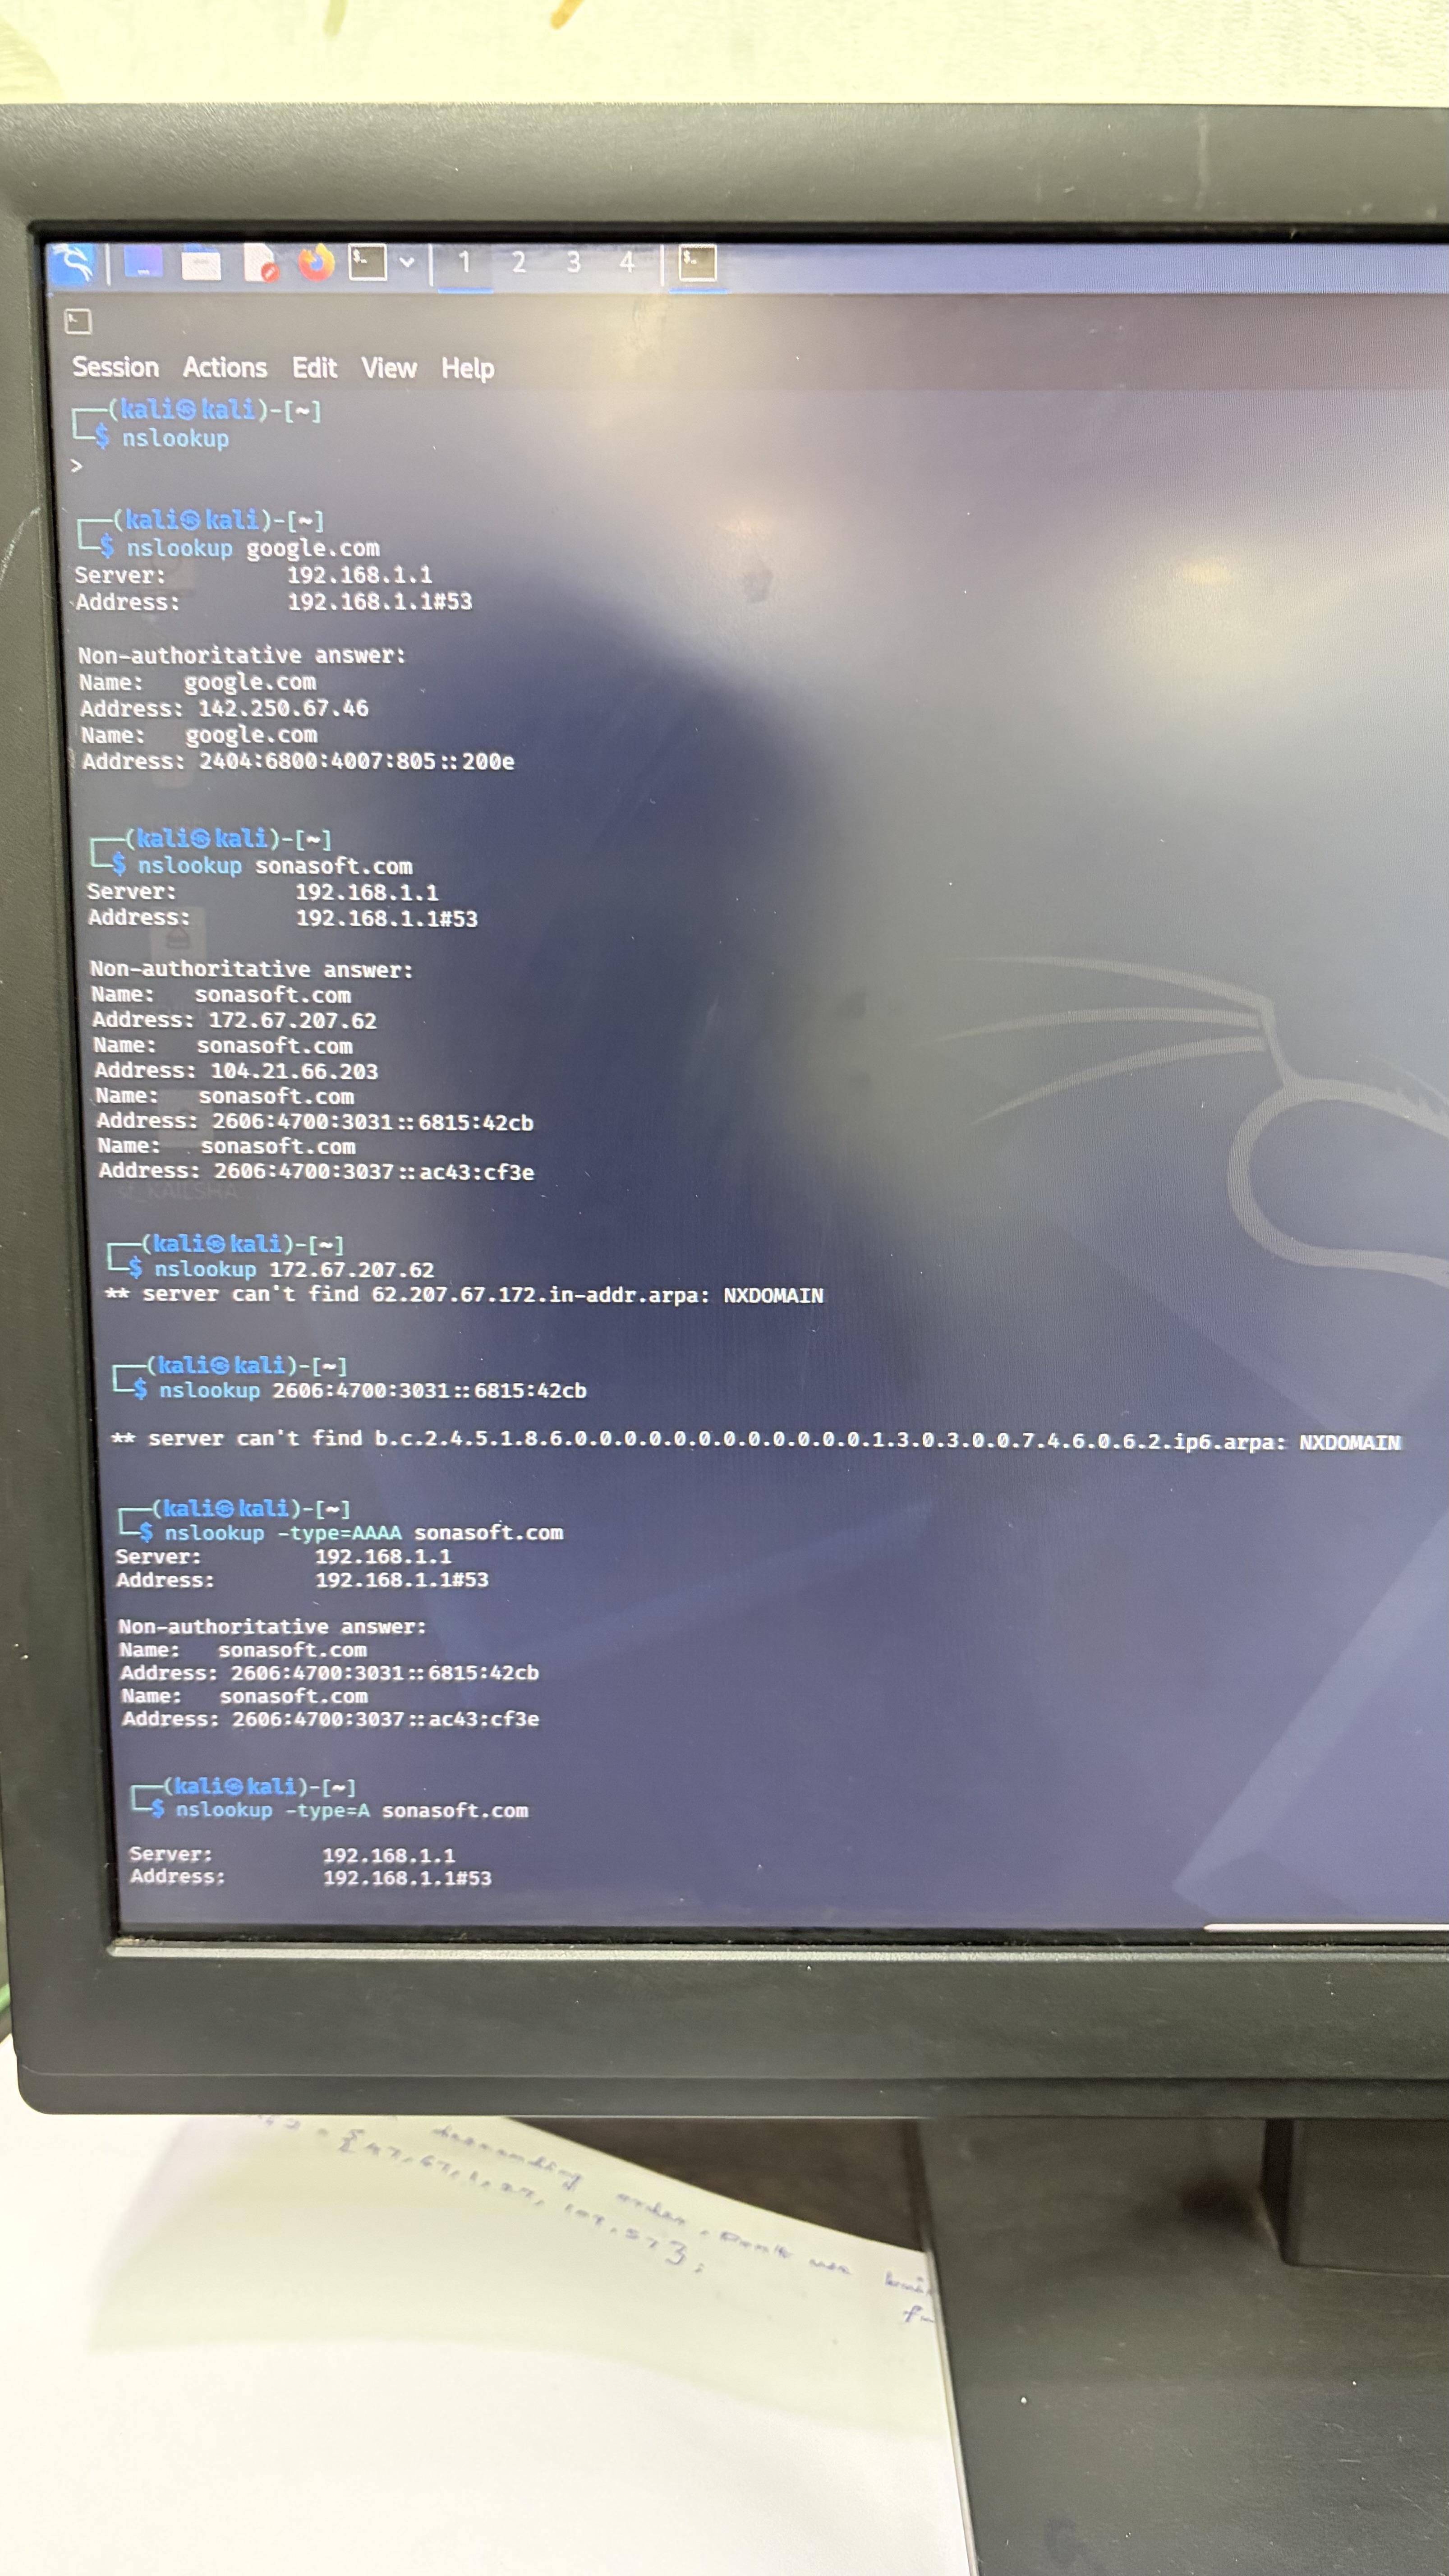 1 2 3 4
Session Actions Edit View Help
┌──(kali㉿kali)-[~]
└─$ nslookup
>
┌──(kali㉿kali)-[~]
└─$ nslookup google.com
Server: 192.168.1.1
Address: 192.168.1.1#53
Non-authoritative answer:
Name: google.com
Address: 142.250.67.46
Name: google.com
Address: 2404:6800:4007:805::200e
┌──(kali㉿kali)-[~]
└─$ nslookup sonasoft.com
Server: 192.168.1.1
Address: 192.168.1.1#53
Non-authoritative answer:
Name: sonasoft.com
Address: 172.67.207.62
Name: sonasoft.com
Address: 104.21.66.203
Name: sonasoft.com
Address: 2606:4700:3031::6815:42cb
Name: sonasoft.com
Address: 2606:4700:3037::ac43:cf3e
┌──(kali㉿kali)-[~]
└─$ nslookup 172.67.207.62
** server can't find 62.207.67.172.in-addr.arpa: NXDOMAIN
┌──(kali㉿kali)-[~]
└─$ nslookup 2606:4700:3031::6815:42cb
** server can't find b.c.2.4.5.1.8.6.0.0.0.0.0.0.0.0.0.0.0.0.1.3.0.3.0.0.7.4.6.0.6.2.ip6.arpa: NXDOMAIN
┌──(kali㉿kali)-[~]
└─$ nslookup -type=AAAA sonasoft.com
Server: 192.168.1.1
Address: 192.168.1.1#53
Non-authoritative answer:
Name: sonasoft.com
Address: 2606:4700:3031::6815:42cb
Name: sonasoft.com
Address: 2606:4700:3037::ac43:cf3e
┌──(kali㉿kali)-[~]
└─$ nslookup -type=A sonasoft.com
Server: 192.168.1.1
Address: 192.168.1.1#53
order. Don't use